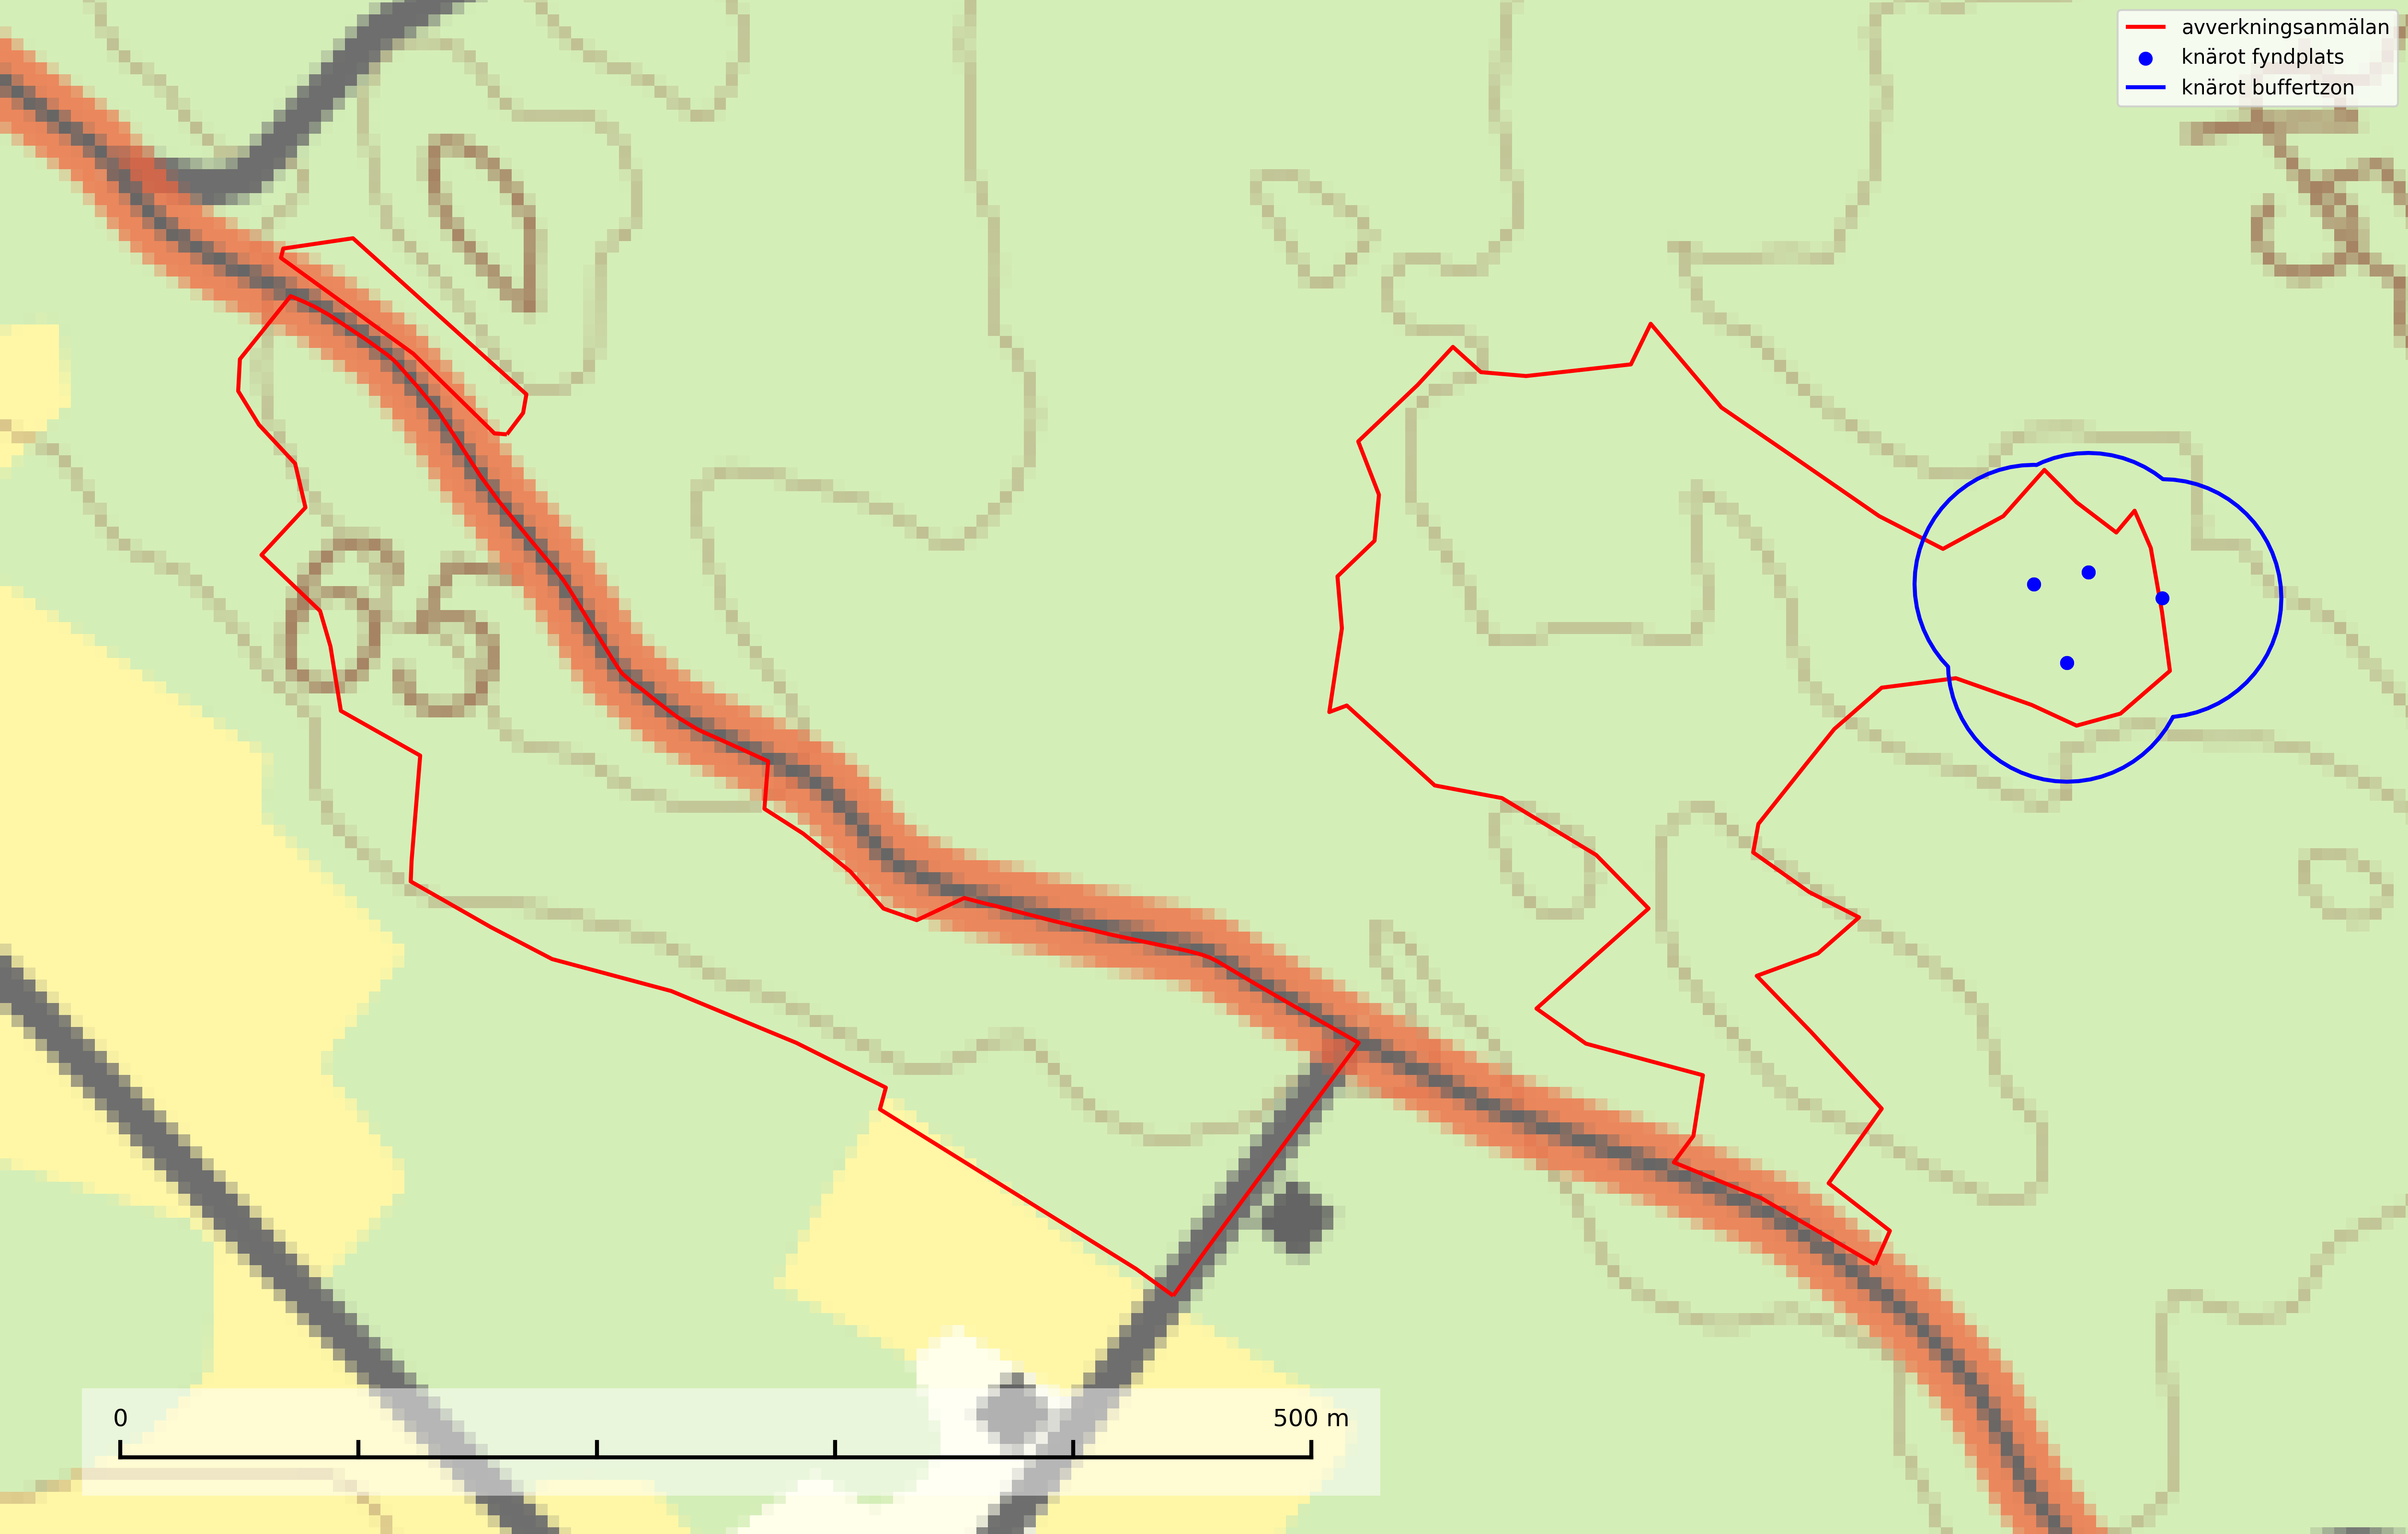 avverkningsanmälan
knärot fyndplats
knärot buffertzon
65
0 500 m